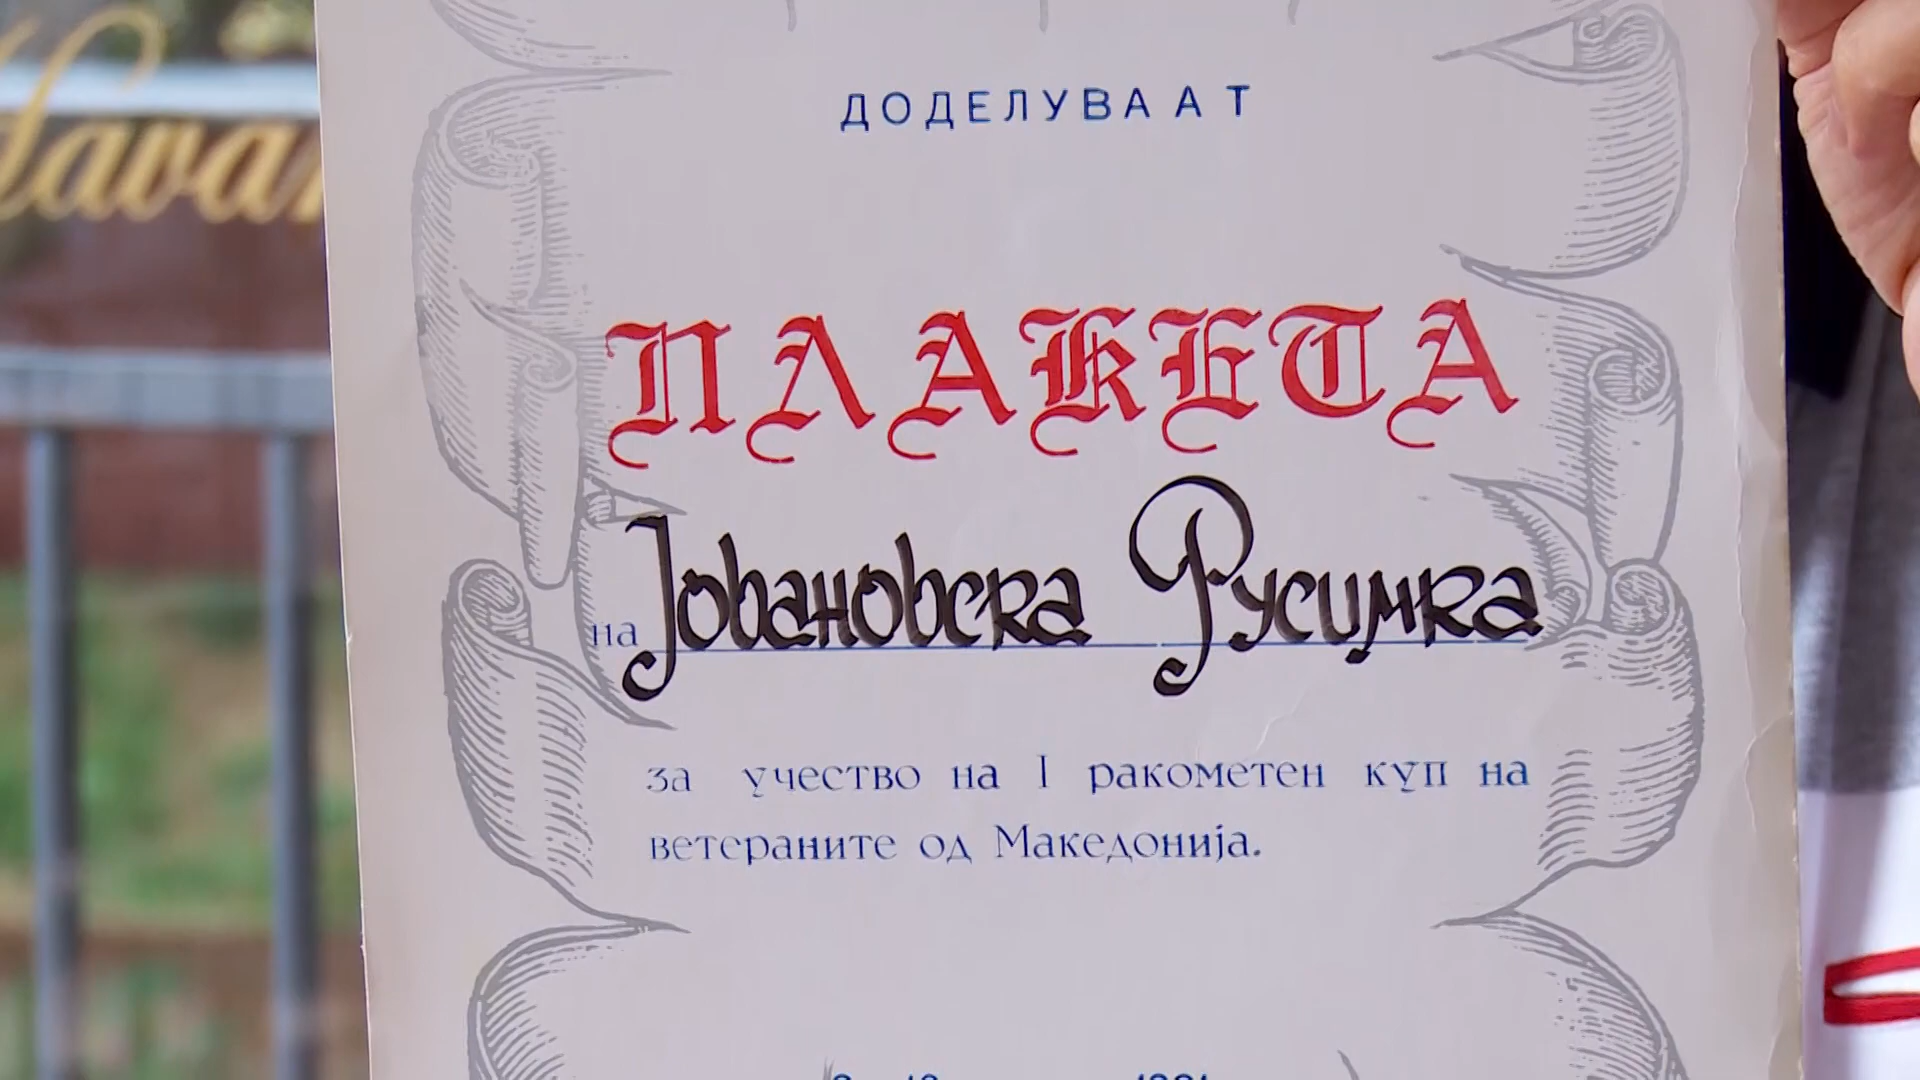 ДОДЕЛУВААТ
ПЛАКЕТА
на Јовановска Русимка
за учество на I ракометен куп на
ветераните од Македонија.